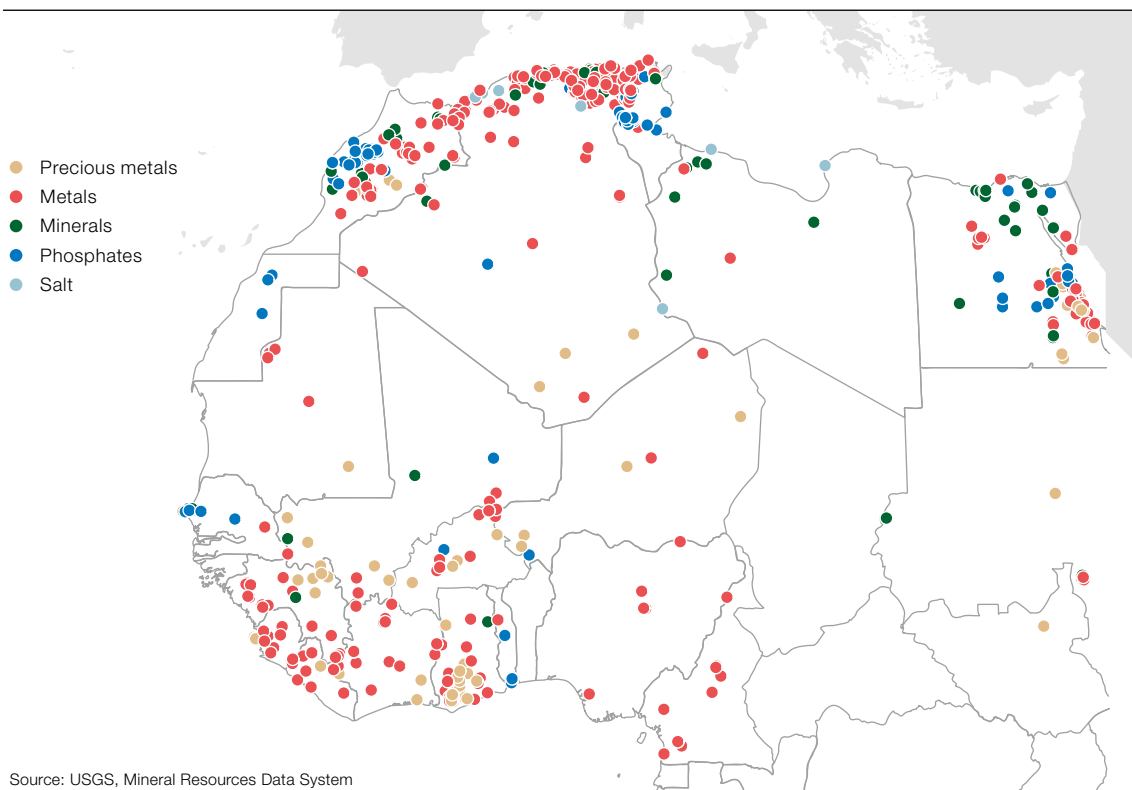 Precious metals
Metals
Minerals
Phosphates
Salt
Source: USGS, Mineral Resources Data System